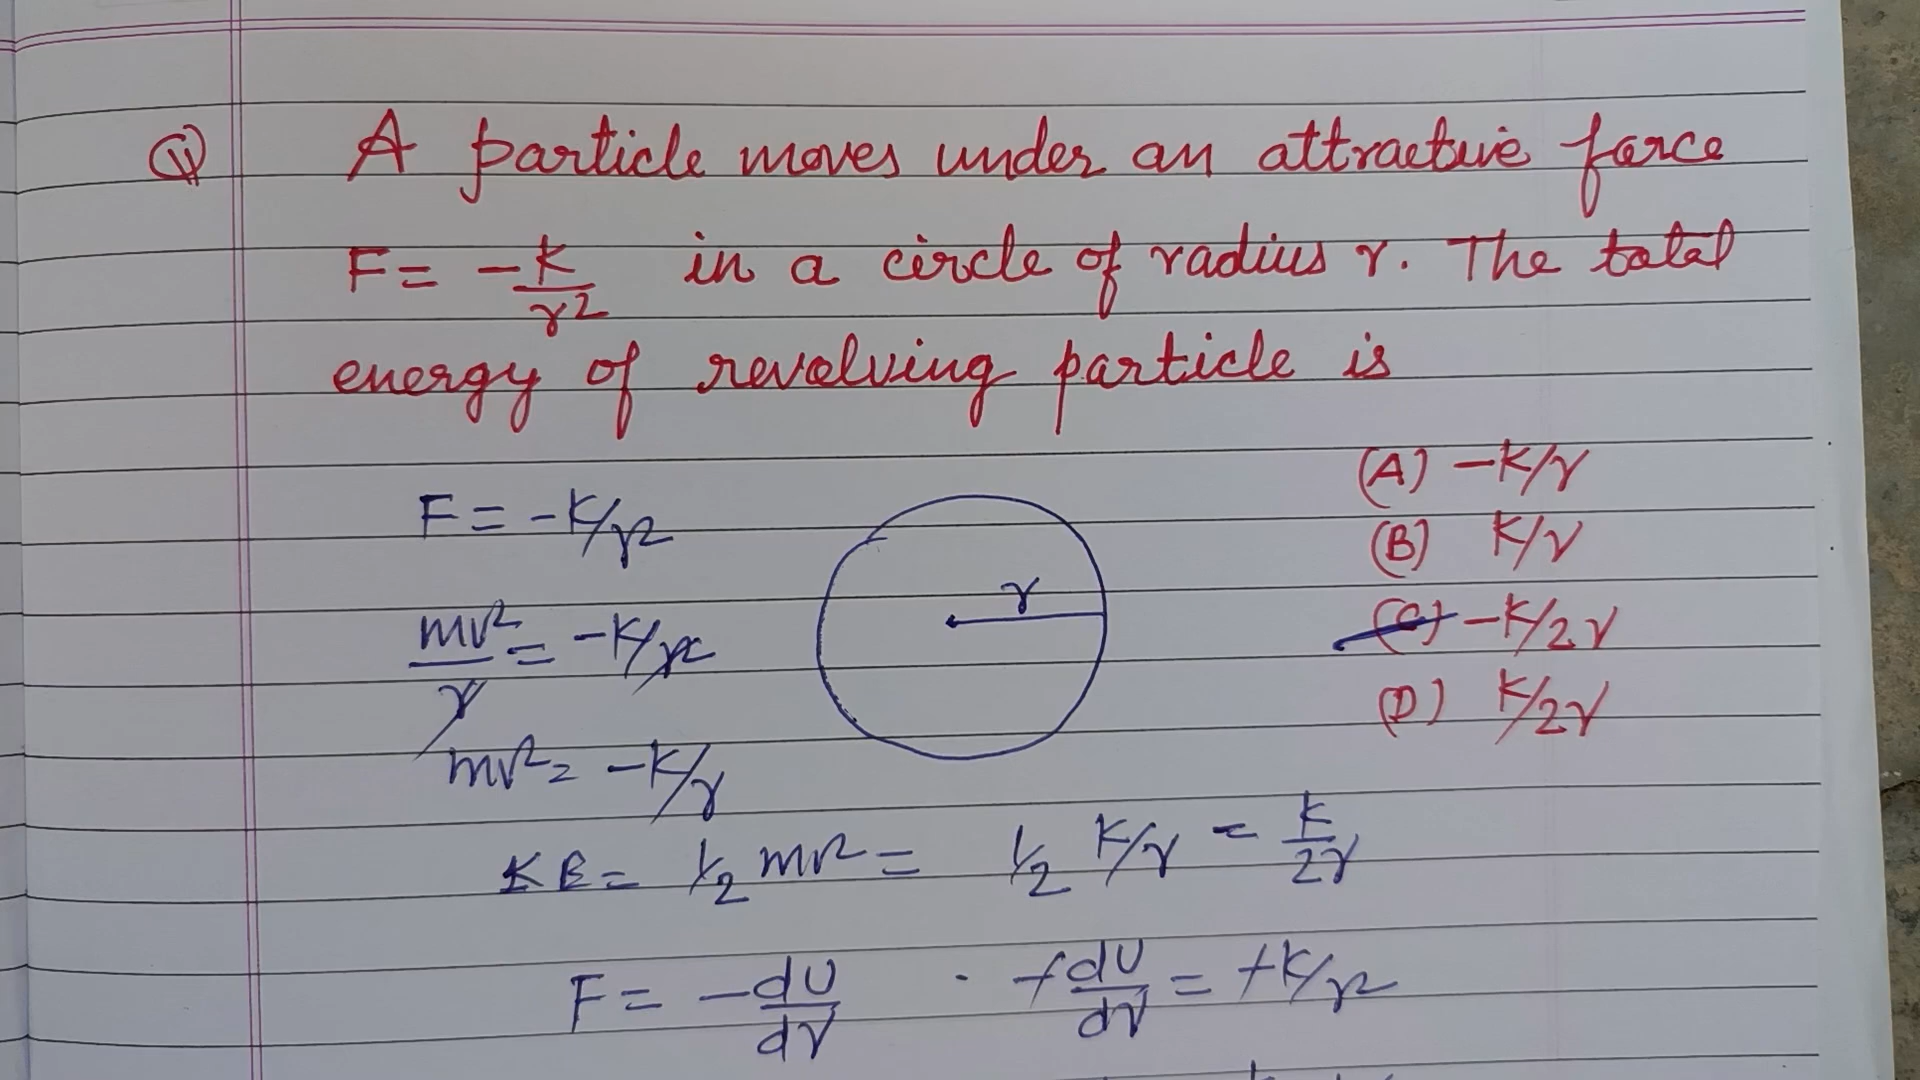 Q A particle moves under an attractive force
F = -K/r² in a circle of radius r. The total
energy of revolving particle is
(A) -K/r
F = -K/r²
(B) K/r
r
(C) -K/2r
mv²/r = -K/r²
(D) K/2r
mv² = -K/r
KE = 1/2 mv² = 1/2 K/r = K/2r
F = -dU/dr . +dU/dr = +K/r²